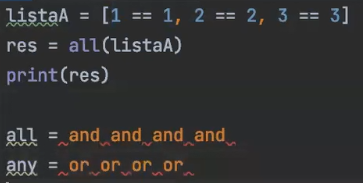 listaA = [1 == 1, 2 == 2, 3 == 3]
res = all(listaA)
print(res)
all = and and and and
any = or or or or